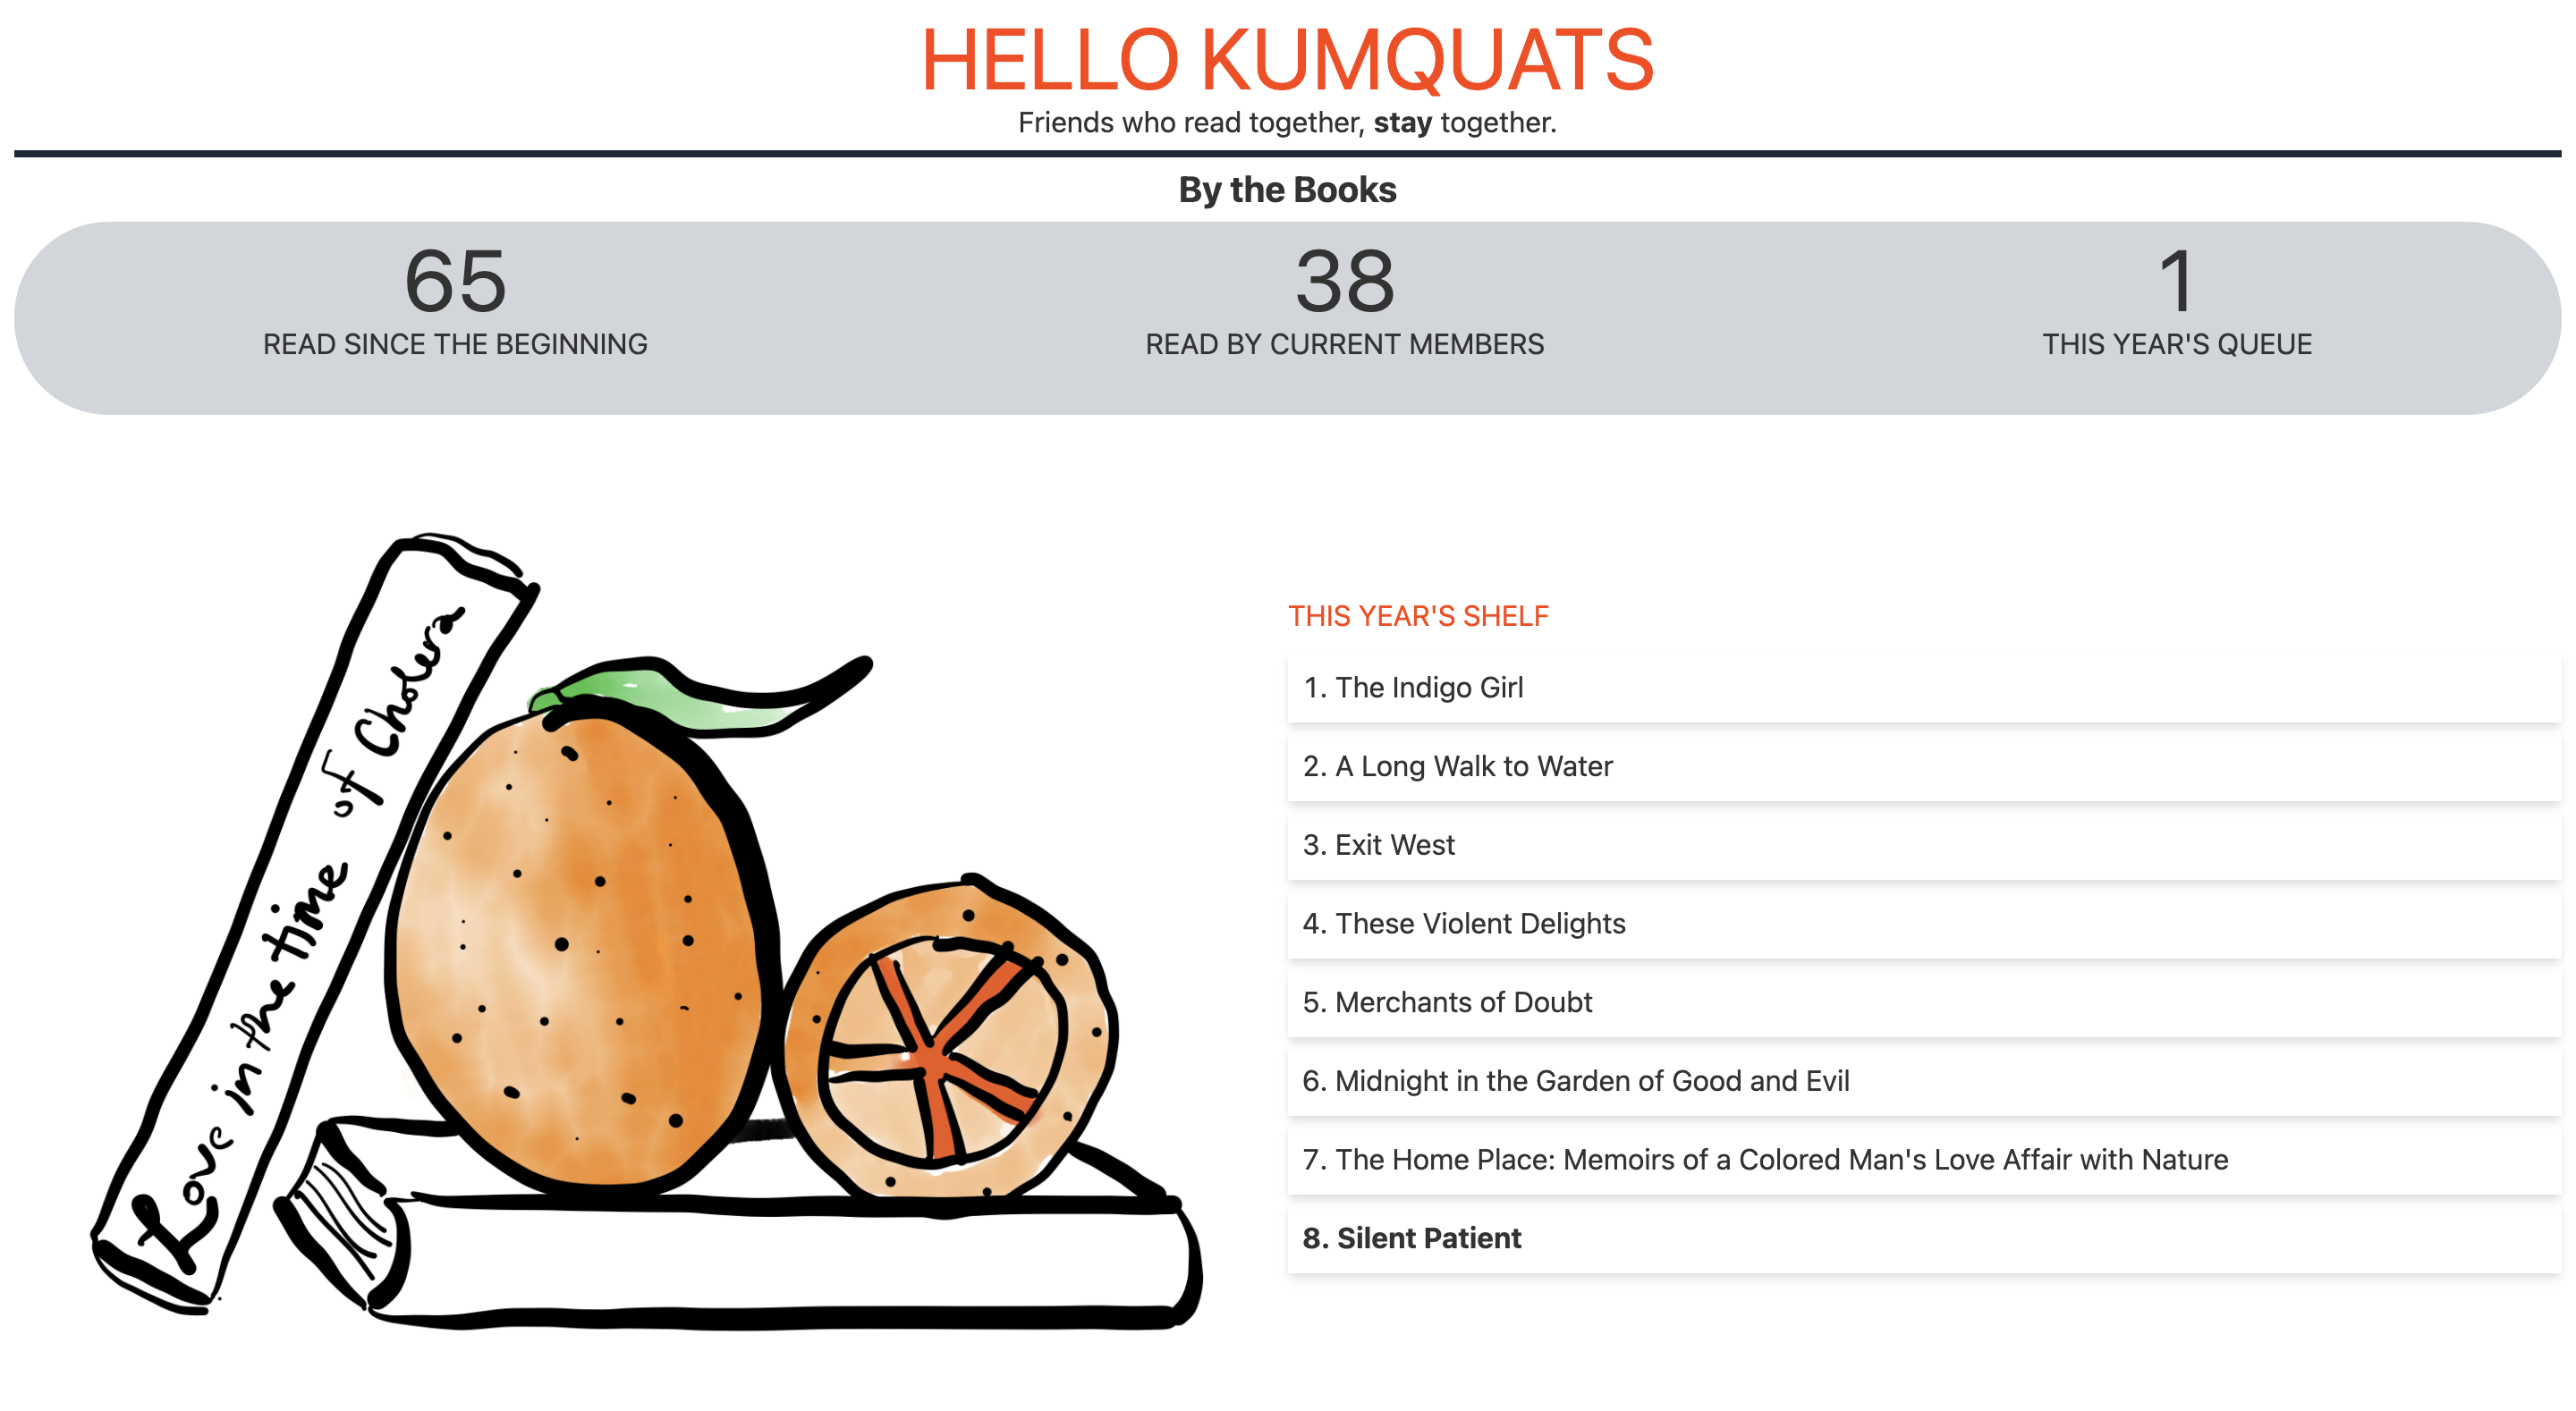 HELLO KUMQUATS
Friends who read together, stay together.
By the Books
65
READ SINCE THE BEGINNING
38
READ BY CURRENT MEMBERS
1
THIS YEAR'S QUEUE
Love in the time of Cholera
THIS YEAR'S SHELF
1. The Indigo Girl
2. A Long Walk to Water
3. Exit West
4. These Violent Delights
5. Merchants of Doubt
6. Midnight in the Garden of Good and Evil
7. The Home Place: Memoirs of a Colored Man's Love Affair with Nature
8. Silent Patient